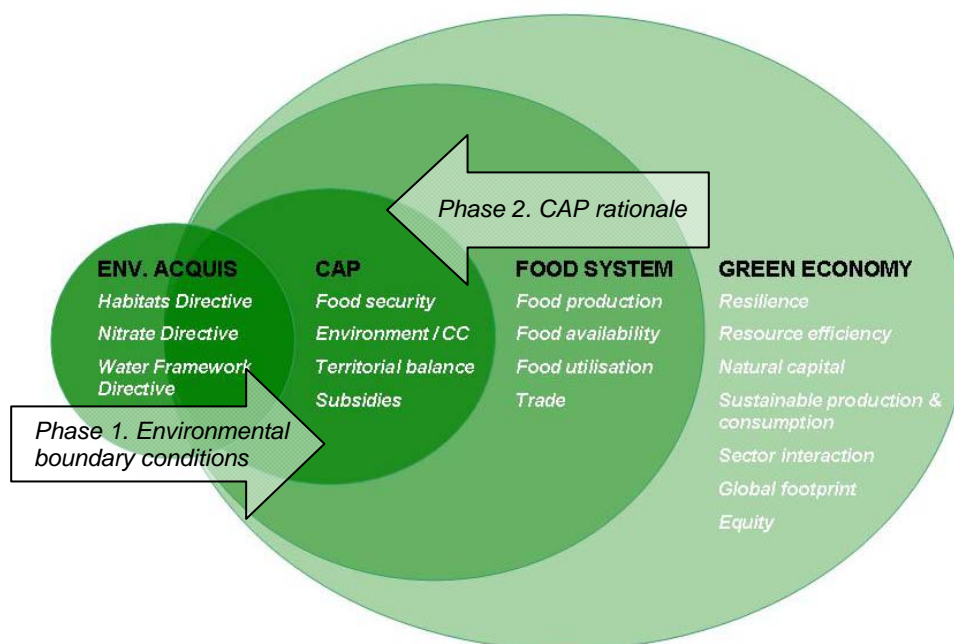 Phase 2. CAP rationale
ENV. ACQUIS
Habitats Directive
Nitrate Directive
Water Framework
Directive
CAP
Food security
Environment / CC
Territorial balance
Subsidies
FOOD SYSTEM
Food production
Food availability
Food utilisation
Trade
GREEN ECONOMY
Resilience
Resource efficiency
Natural capital
Sustainable production &
consumption
Sector interaction
Global footprint
Equity
Phase 1. Environmental
boundary conditions